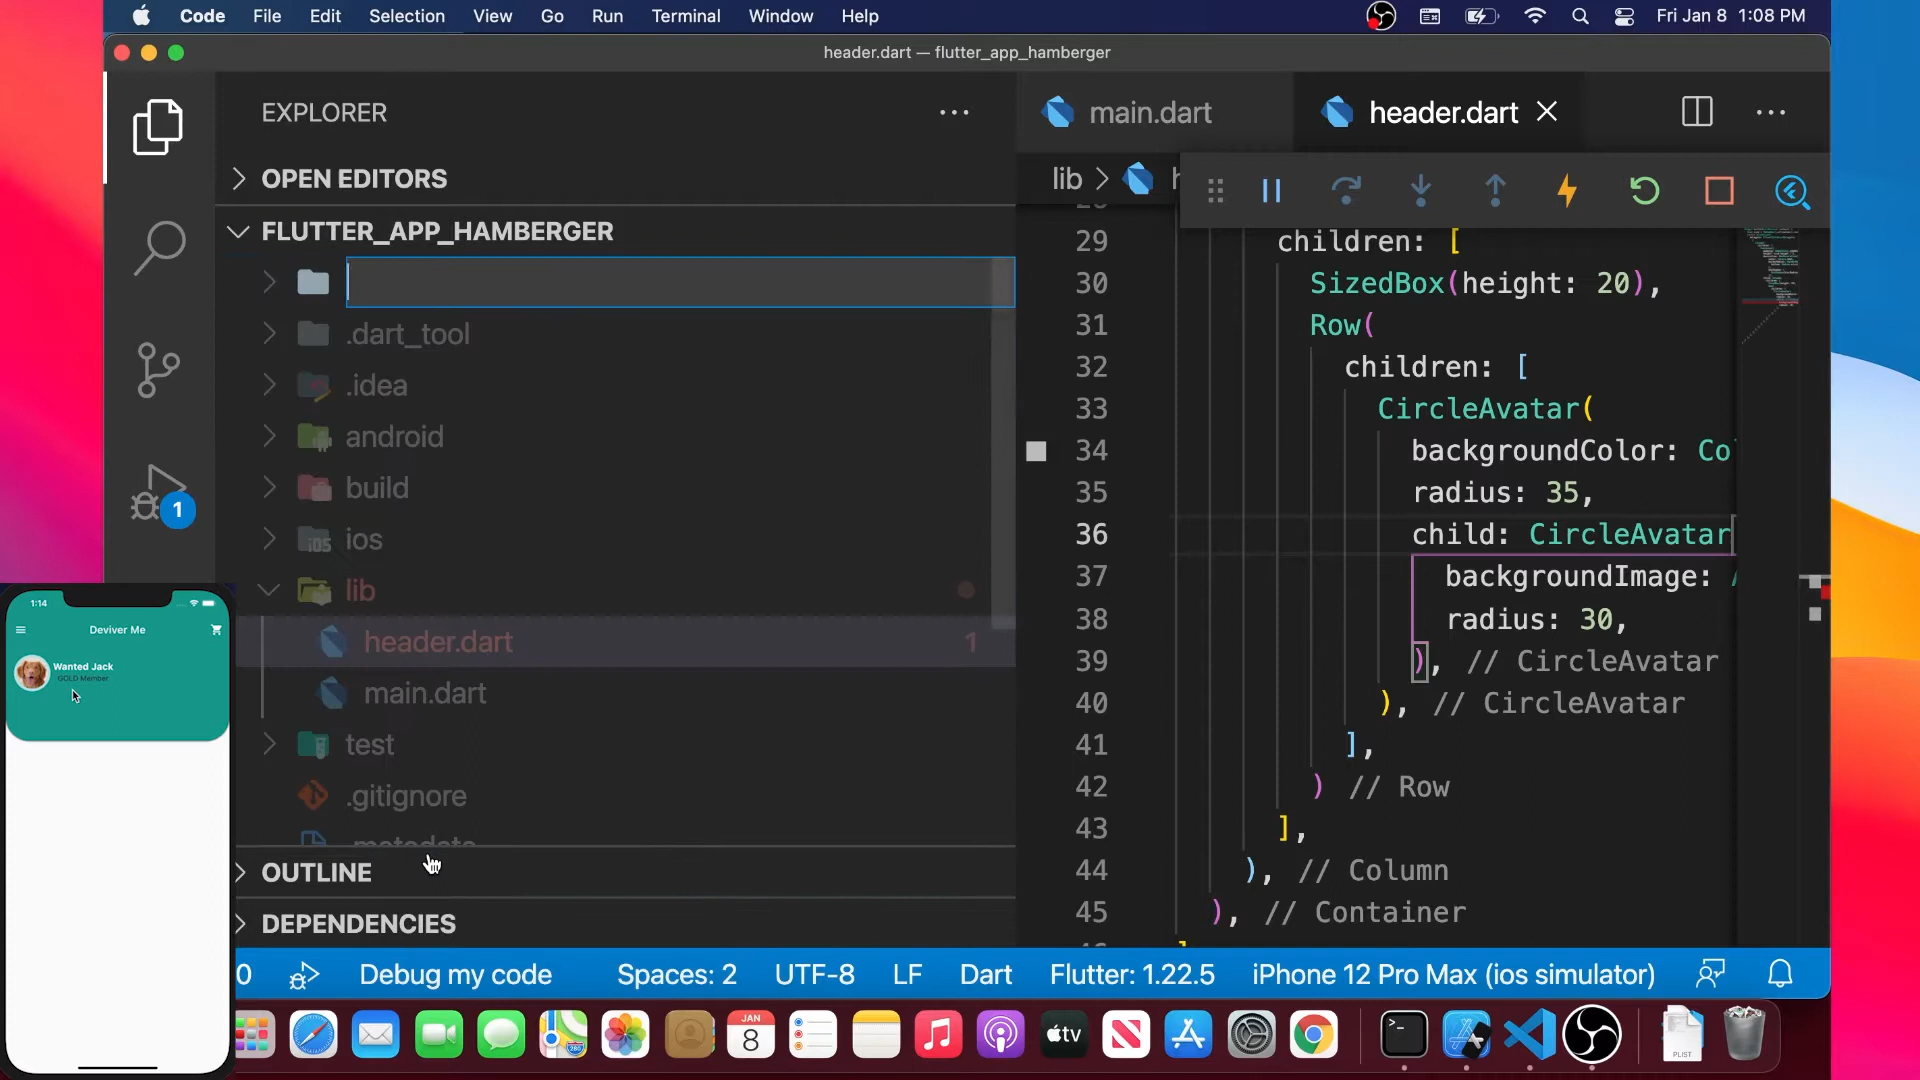 Code File Edit Selection View Go Run Terminal Window Help Fri Jan 8 1:08 PM
header.dart — flutter_app_hamberger
EXPLORER
main.dart
header.dart
OPEN EDITORS
lib
FLUTTER_APP_HAMBERGER
.dart_tool
.idea
android
build
ios
lib
header.dart 1
main.dart
test
.gitignore
.metadata
OUTLINE
DEPENDENCIES
29 children: [
30 SizedBox(height: 20),
31 Row(
32 children: [
33 CircleAvatar(
34 backgroundColor: Co
35 radius: 35,
36 child: CircleAvatar
37 backgroundImage:
38 radius: 30,
39 ), // CircleAvatar
40 ), // CircleAvatar
41 ],
42 ) // Row
43 ],
44 ), // Column
45 ), // Container
1
1:14
Deviver Me
Wanted Jack
GOLD Member
0 Debug my code Spaces: 2 UTF-8 LF Dart Flutter: 1.22.5 iPhone 12 Pro Max (ios simulator)
JAN
8
tv
PLIST